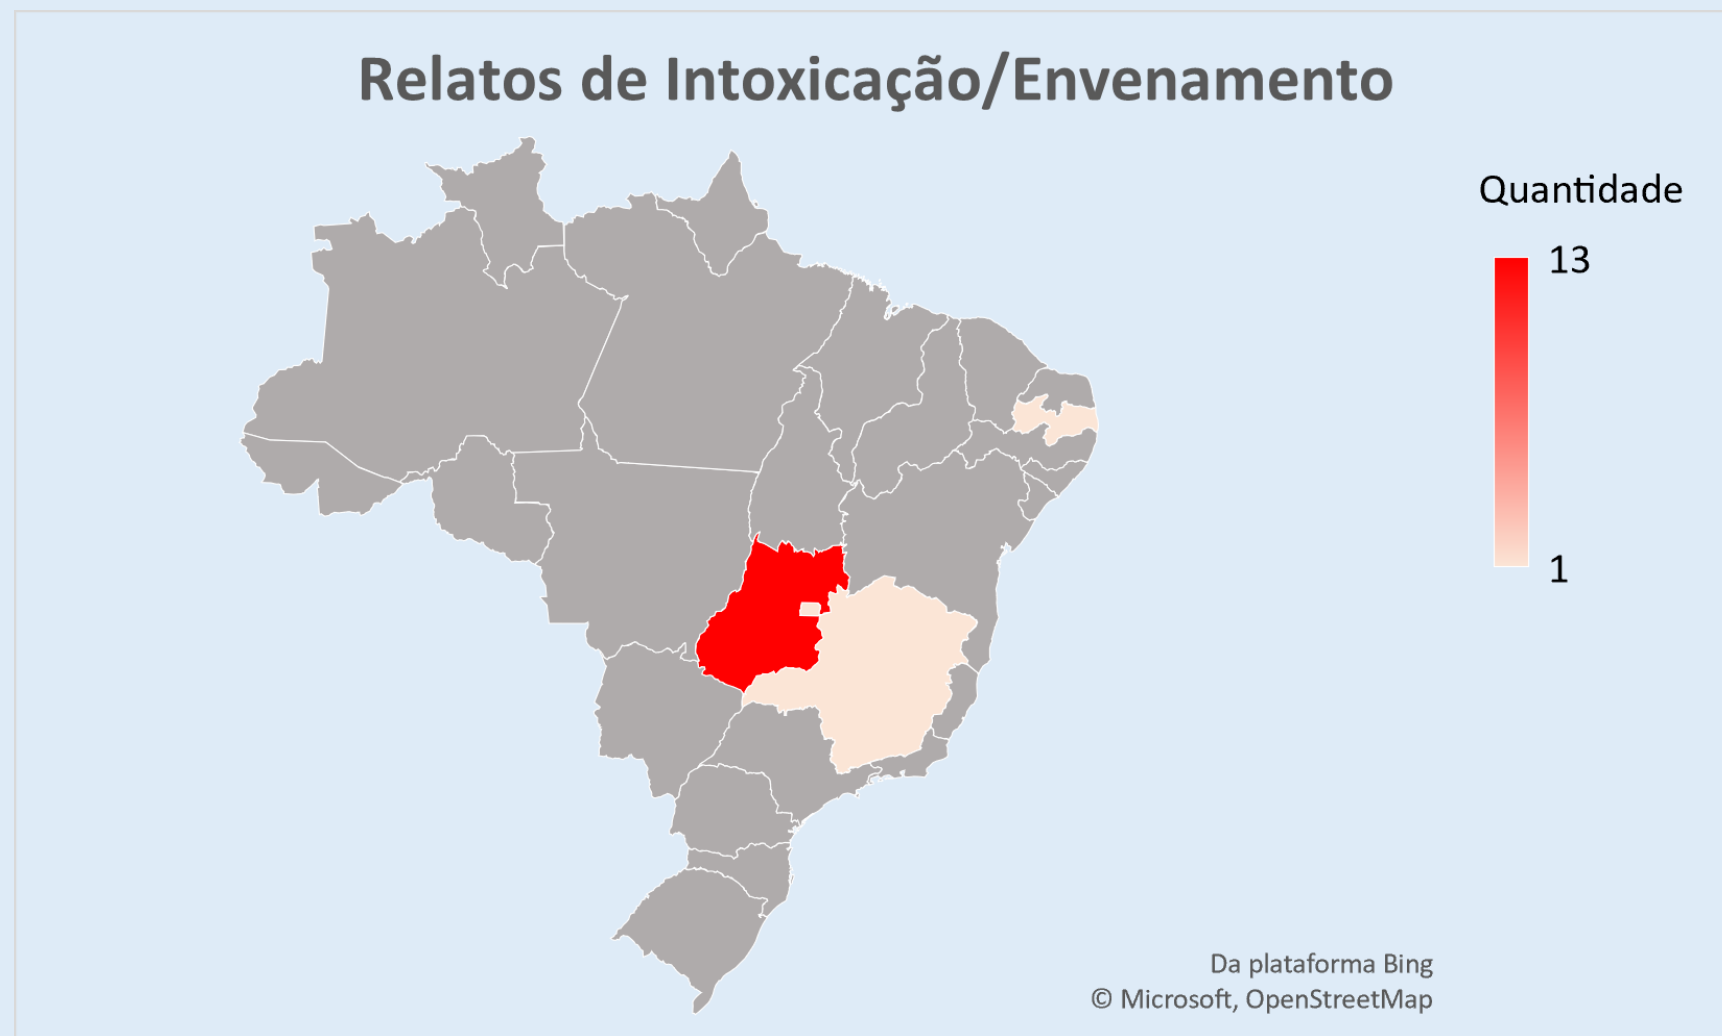 Relatos de Intoxicação/Envenamento
Quantidade
13
1
Da plataforma Bing
© Microsoft, OpenStreetMap